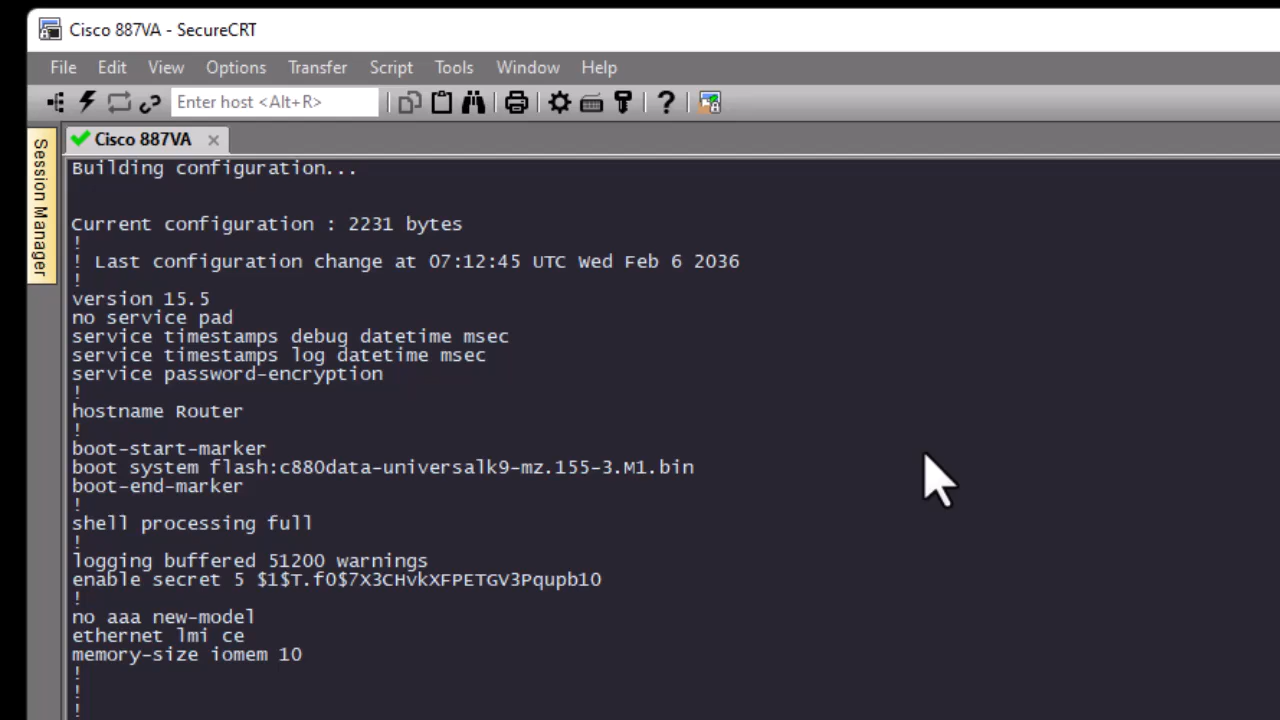 Cisco 887VA - SecureCRT
File Edit View Options Transfer Script Tools Window Help
Enter host <Alt+R>
Session Manager
Cisco 887VA
Building configuration...
Current configuration : 2231 bytes
!
! Last configuration change at 07:12:45 UTC Wed Feb 6 2036
!
version 15.5
no service pad
service timestamps debug datetime msec
service timestamps log datetime msec
service password-encryption
!
hostname Router
!
boot-start-marker
boot system flash:c880data-universalk9-mz.155-3.M1.bin
boot-end-marker
!
shell processing full
!
logging buffered 51200 warnings
enable secret 5 $1$T.f0$7X3CHvkXFPETGV3Pqupb10
!
no aaa new-model
ethernet lmi ce
memory-size iomem 10
!
!
!